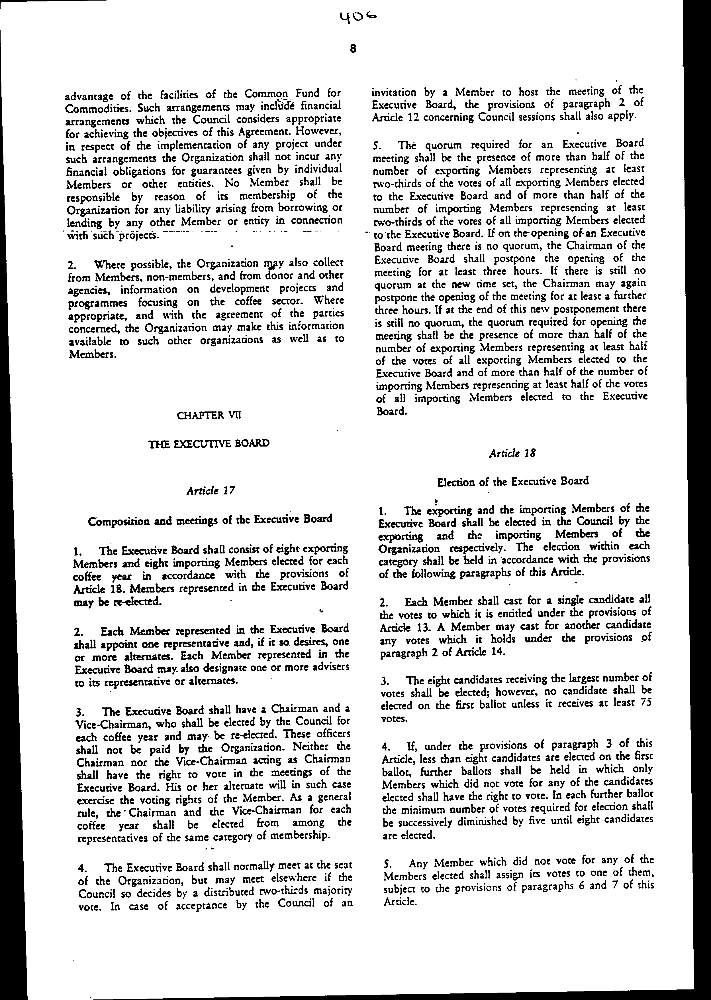 406
8
advantage of the facilities of the Common Fund for
Commodities. Such arrangements may include financial
arrangements which the Council considers appropriate
for achieving the objectives of this Agreement. However,
in respect of the implementation of any project under
such arrangements the Organization shall not incur any
financial obligations for guarantees given by individual
Members or other entities. No Member shall be
responsible by reason of its membership of the
Organization for any liability arising from borrowing or
lending by any other Member or entity in connection
with such projects.
2. Where possible, the Organization may also collect
from Members, non-members, and from donor and other
agencies, information on development projects and
programmes focusing on the coffee sector. Where
appropriate, and with the agreement of the parties
concerned, the Organization may make this information
available to such other organizations as well as to
Members.
CHAPTER VII
THE EXECUTIVE BOARD
Article 17
Composition and meetings of the Executive Board
1. The Executive Board shall consist of eight exporting
Members and eight importing Members elected for each
coffee year in accordance with the provisions of
Article 18. Members represented in the Executive Board
may be re-elected.
2. Each Member represented in the Executive Board
shall appoint one representative and, if it so desires, one
or more alternates. Each Member represented in the
Executive Board may also designate one or more advisers
to its representative or alternates.
3. The Executive Board shall have a Chairman and a
Vice-Chairman, who shall be elected by the Council for
each coffee year and may be re-elected. These officers
shall not be paid by the Organization. Neither the
Chairman nor the Vice-Chairman acting as Chairman
shall have the right to vote in the meetings of the
Executive Board. His or her alternate will in such case
exercise the voting rights of the Member. As a general
rule, the Chairman and the Vice-Chairman for each
coffee year shall be elected from among the
representatives of the same category of membership.
4. The Executive Board shall normally meet at the seat
of the Organization, but may meet elsewhere if the
Council so decides by a distributed two-thirds majority
vote. In case of acceptance by the Council of an
invitation by a Member to host the meeting of the
Executive Board, the provisions of paragraph 2 of
Article 12 concerning Council sessions shall also apply.
5. The quorum required for an Executive Board
meeting shall be the presence of more than half of the
number of exporting Members representing at least
two-thirds of the votes of all exporting Members elected
to the Executive Board and of more than half of the
number of importing Members representing at least
two-thirds of the votes of all importing Members elected
to the Executive Board. If on the opening of an Executive
Board meeting there is no quorum, the Chairman of the
Executive Board shall postpone the opening of the
meeting for at least three hours. If there is still no
quorum at the new time set, the Chairman may again
postpone the opening of the meeting for at least a further
three hours. If at the end of this new postponement there
is still no quorum, the quorum required for opening the
meeting shall be the presence of more than half of the
number of exporting Members representing at least half
of the votes of all exporting Members elected to the
Executive Board and of more than half of the number of
importing Members representing at least half of the votes
of all importing Members elected to the Executive
Board.
Article 18
Election of the Executive Board
1. The exporting and the importing Members of the
Executive Board shall be elected in the Council by the
exporting and the importing Members of the
Organization respectively. The election within each
category shall be held in accordance with the provisions
of the following paragraphs of this Article.
2. Each Member shall cast for a single candidate all
the votes to which it is entitled under the provisions of
Article 13. A Member may cast for another candidate
any votes which it holds under the provisions of
paragraph 2 of Article 14.
3. The eight candidates receiving the largest number of
votes shall be elected; however, no candidate shall be
elected on the first ballot unless it receives at least 75
votes.
4. If, under the provisions of paragraph 3 of this
Article, less than eight candidates are elected on the first
ballot, further ballots shall be held in which only
Members which did not vote for any of the candidates
elected shall have the right to vote. In each further ballot
the minimum number of votes required for election shall
be successively diminished by five until eight candidates
are elected.
5. Any Member which did not vote for any of the
Members elected shall assign its votes to one of them,
subject to the provisions of paragraphs 6 and 7 of this
Article.